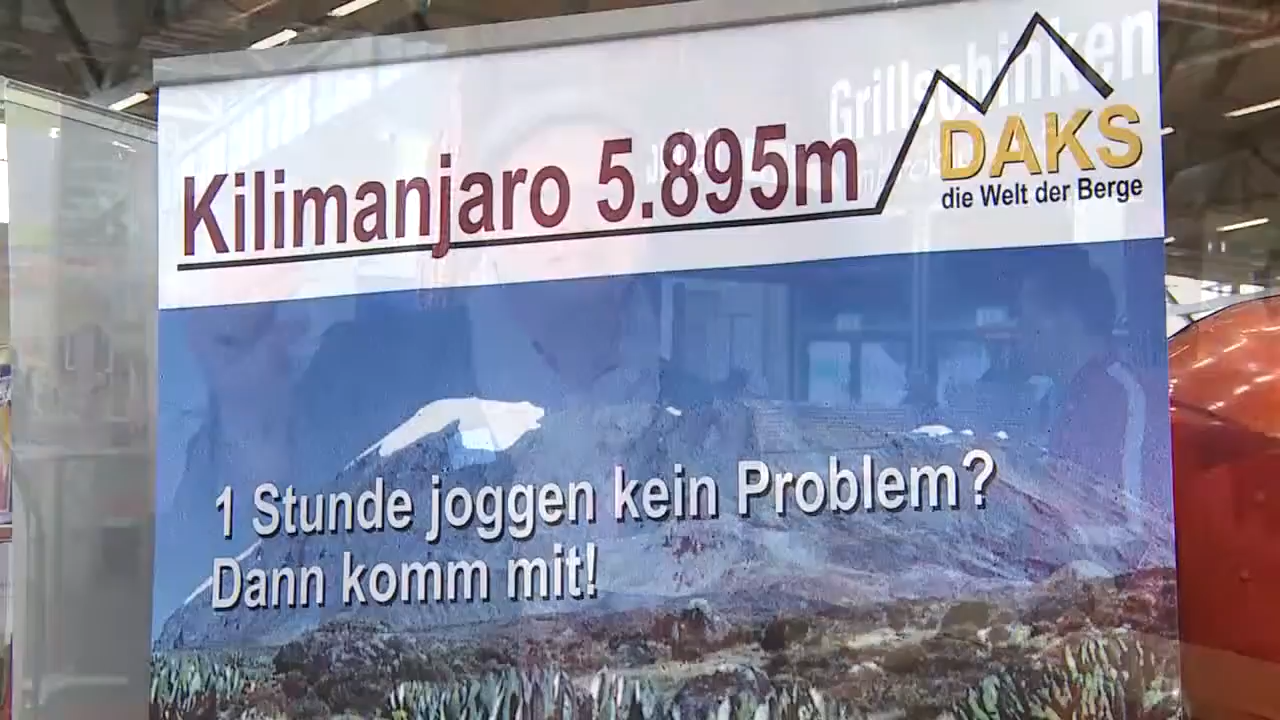 Grillschinken
Kilimanjaro 5.895m
DAKS
die Welt der Berge
1 Stunde joggen kein Problem?
Dann komm mit!